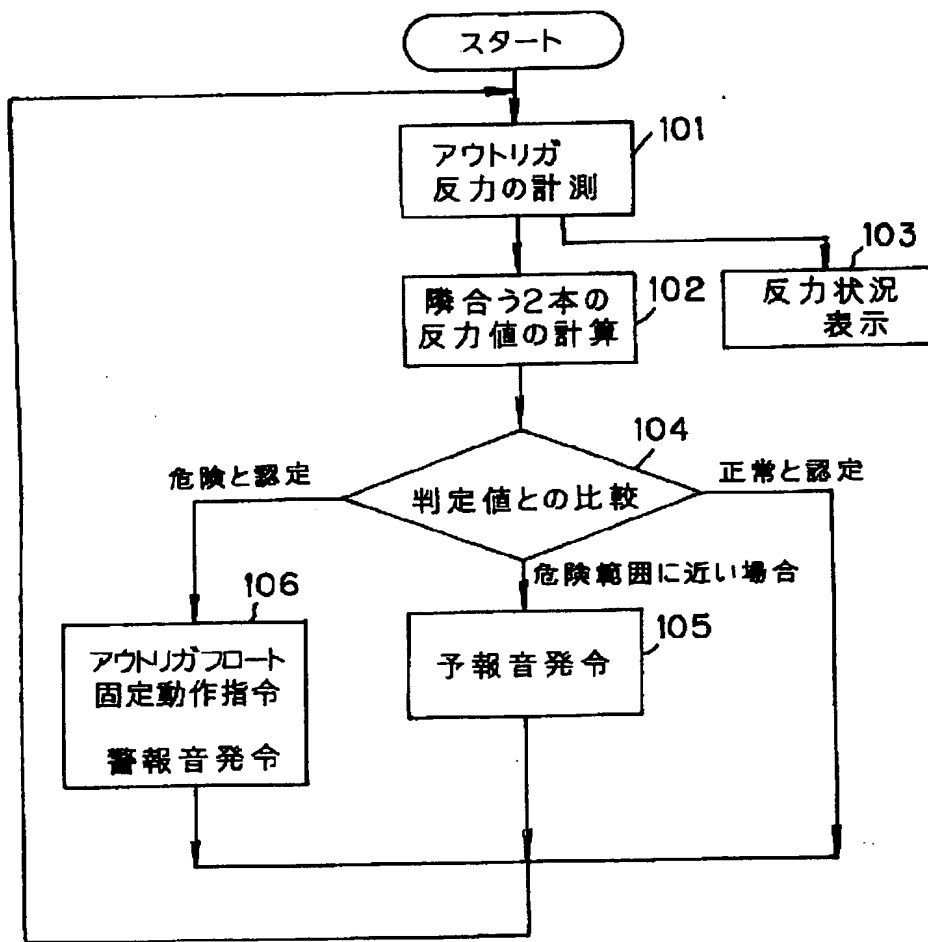 スタート
101
アウトリガ
反力の計測
103
反力状況
表示
102
隣合う2本の
反力値の計算
104
危険と認定
正常と認定
判定値との比較
危険範囲に近い場合
106
アウトリガフロート
固定動作指令
警報音発令
105
予報音発令